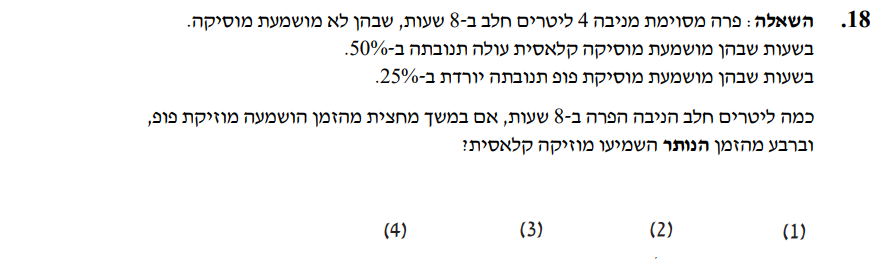 18. השאלה: פרה מסוימת מניבה 4 ליטרים חלב ב-8 שעות, שבהן לא מושמעת מוסיקה.
בשעות שבהן מושמעת מוסיקה קלאסית עולה תנובתה ב-50%.
בשעות שבהן מושמעת מוסיקת פופ תנובתה יורדת ב-25%.
כמה ליטרים חלב הניבה הפרה ב-8 שעות, אם במשך מחצית מהזמן הושמעה מוזיקת פופ,
וברבע מהזמן הנותר השמיעו מוזיקה קלאסית?
(1) (2) (3) (4)